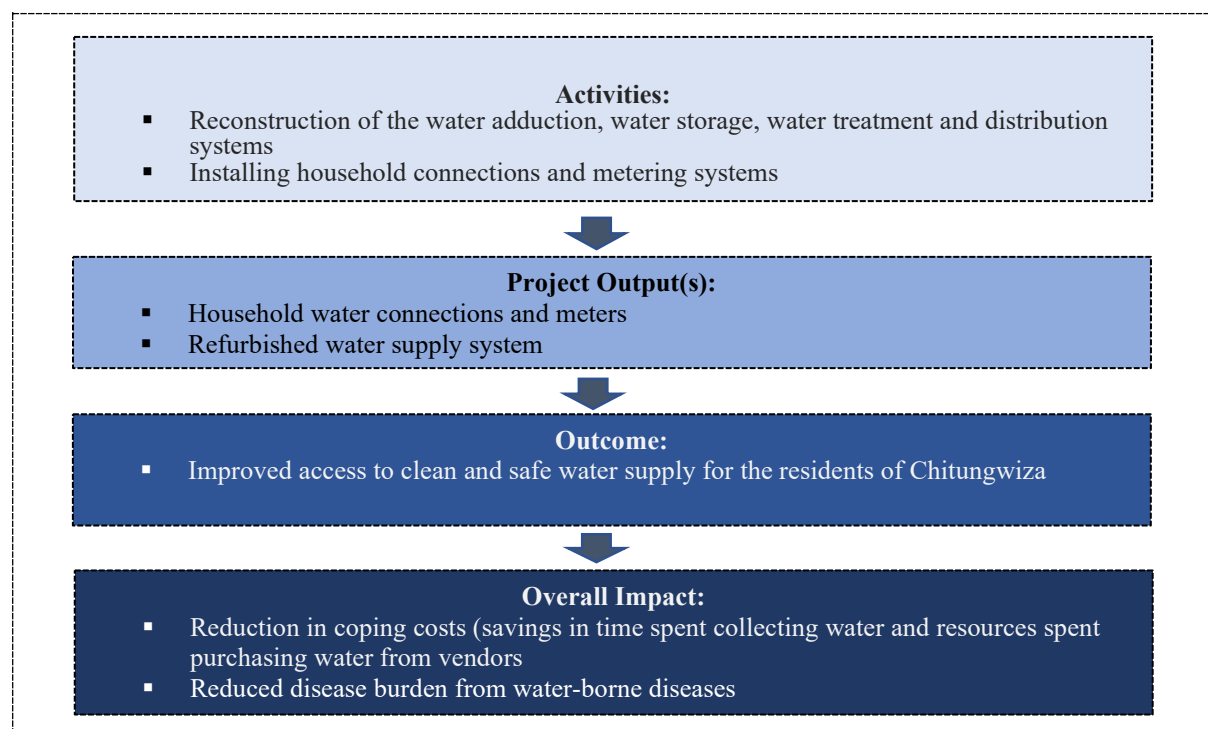 Activities:
▪ Reconstruction of the water adduction, water storage, water treatment and distribution
systems
▪ Installing household connections and metering systems
Project Output(s):
▪ Household water connections and meters
▪ Refurbished water supply system
Outcome:
▪ Improved access to clean and safe water supply for the residents of Chitungwiza
Overall Impact:
▪ Reduction in coping costs (savings in time spent collecting water and resources spent
purchasing water from vendors
▪ Reduced disease burden from water-borne diseases